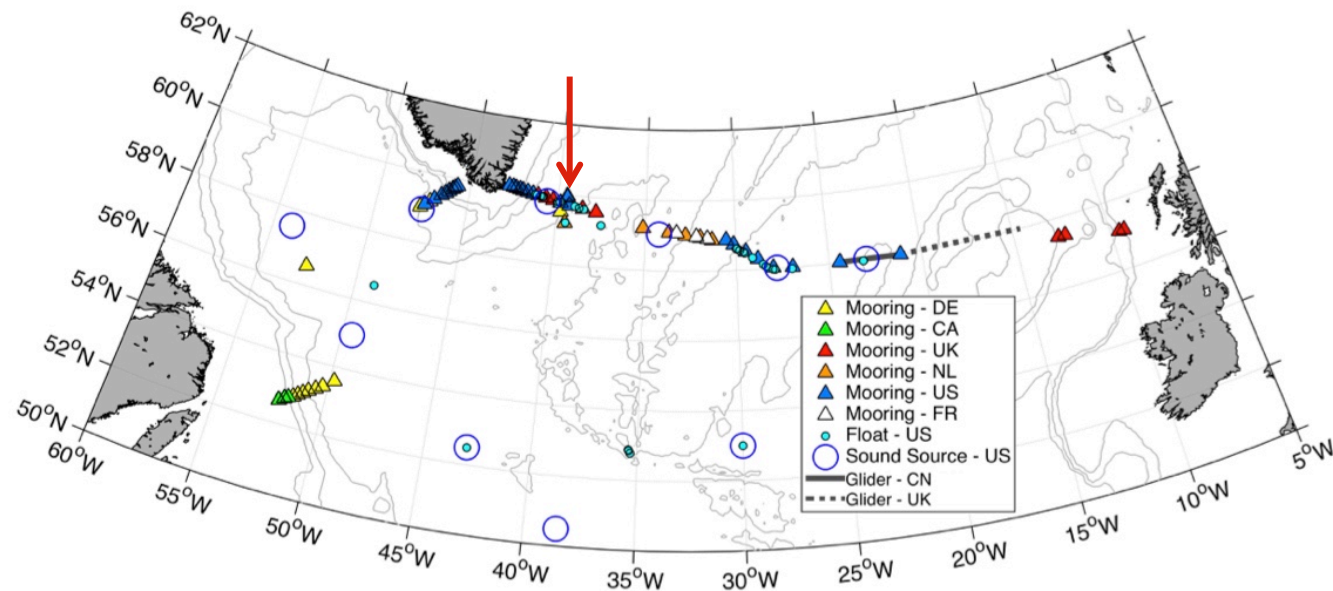 62°N
60°N
58°N
56°N
54°N
52°N
50°N
60°W
55°W
50°W
45°W
40°W
35°W
30°W
25°W
20°W
15°W
10°W
5°W
Mooring - DE
Mooring - CA
Mooring - UK
Mooring - NL
Mooring - US
Mooring - FR
Float - US
Sound Source - US
Glider - CN
Glider - UK